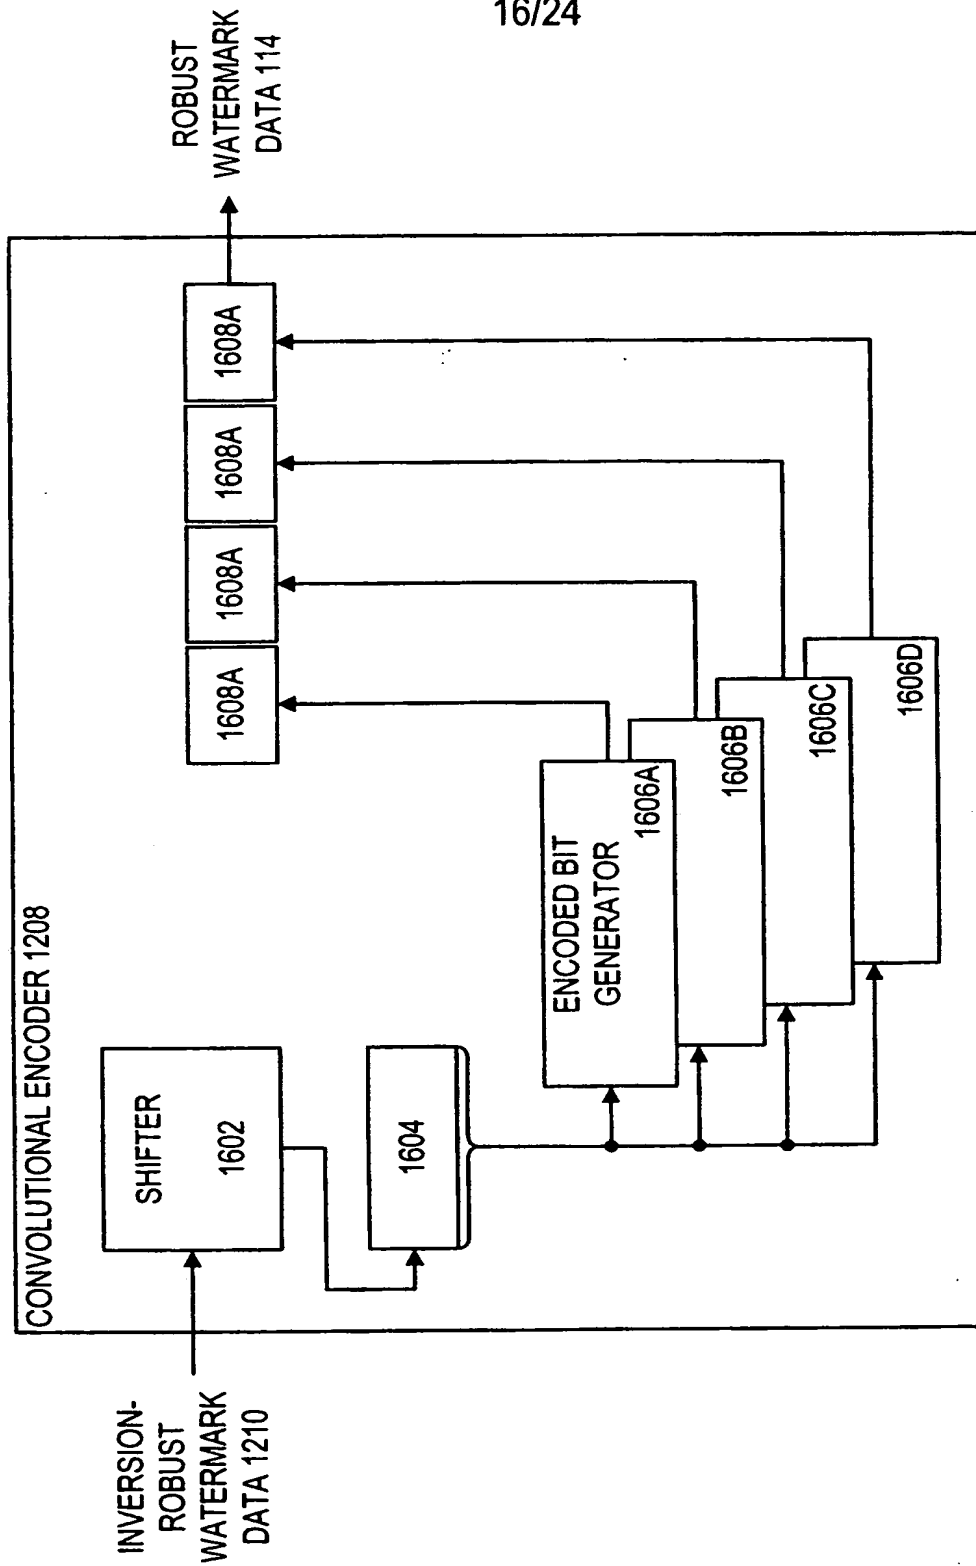 16/24
CONVOLUTIONAL ENCODER 1208
INVERSION-
ROBUST
WATERMARK
DATA 1210
SHIFTER
1602
1604
ENCODED BIT
GENERATOR
1606A
1606B
1606C
1606D
1608A
1608A
1608A
1608A
ROBUST
WATERMARK
DATA 114